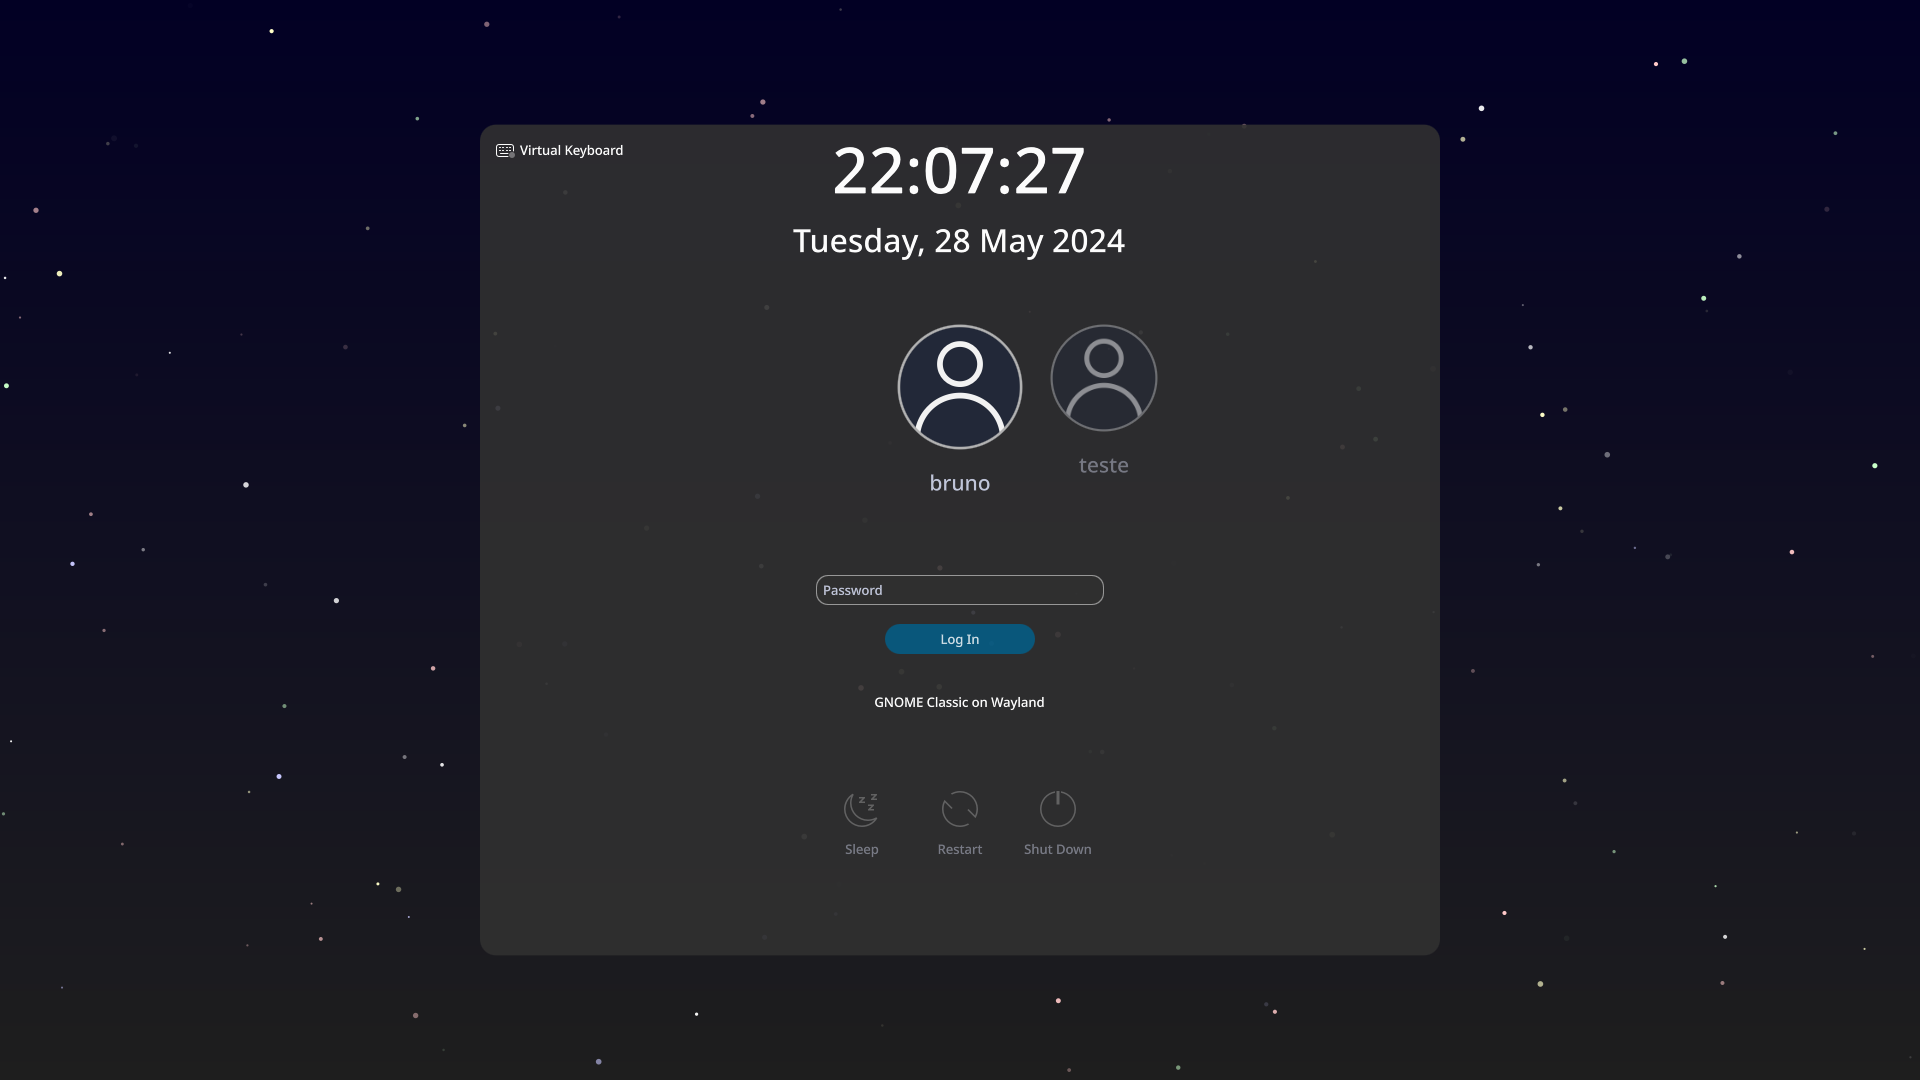 Virtual Keyboard
22:07:27
Tuesday, 28 May 2024
bruno
teste
Password
Log In
GNOME Classic on Wayland
z z z
Sleep
Restart
Shut Down